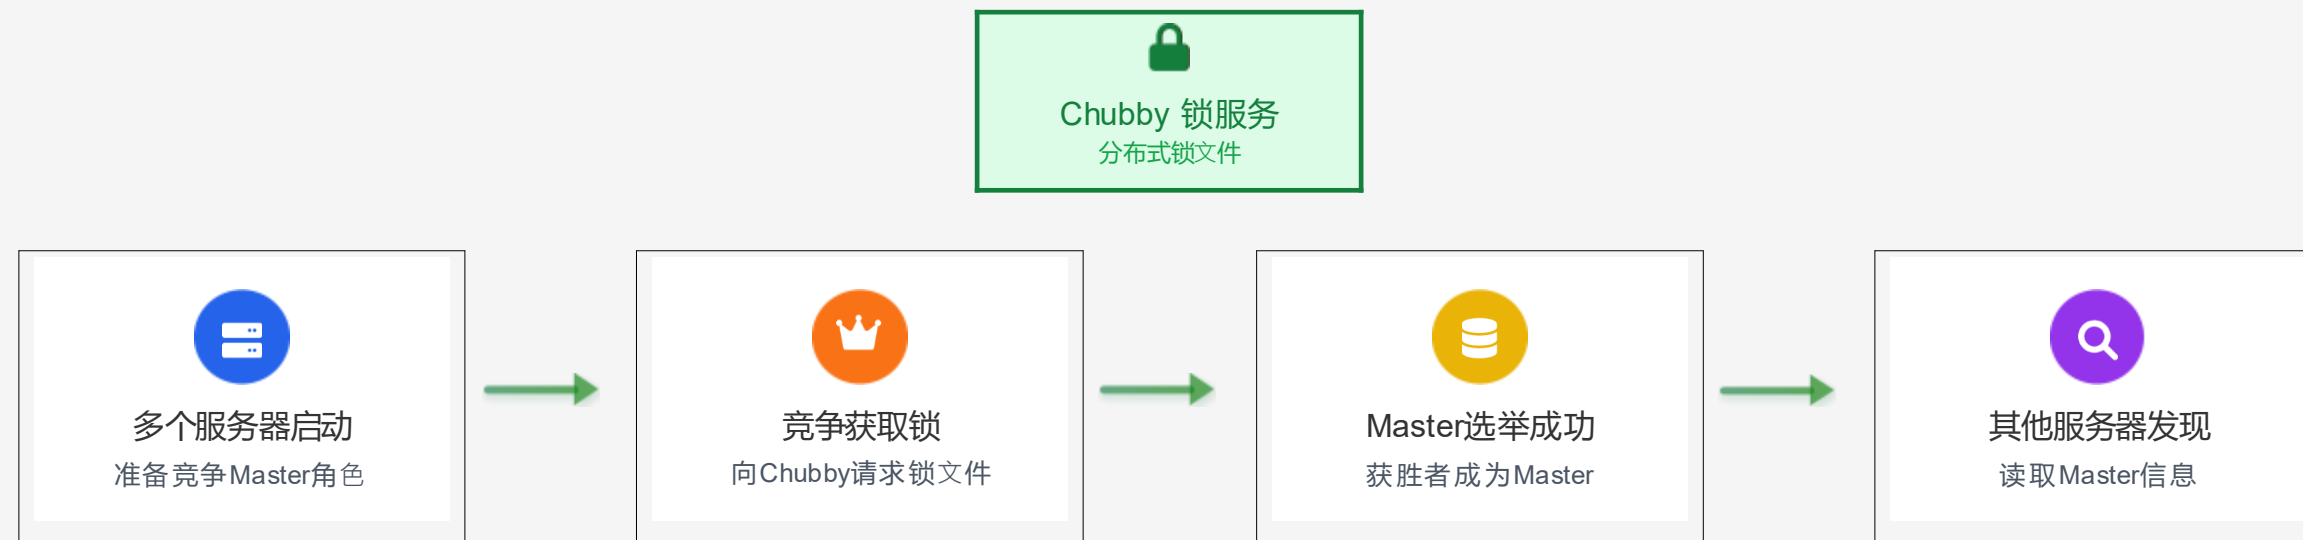 Chubby 锁服务
分布式锁文件
多个服务器启动
准备竞争Master角色
竞争获取锁
向Chubby请求锁文件
Master选举成功
获胜者成为Master
其他服务器发现
读取Master信息